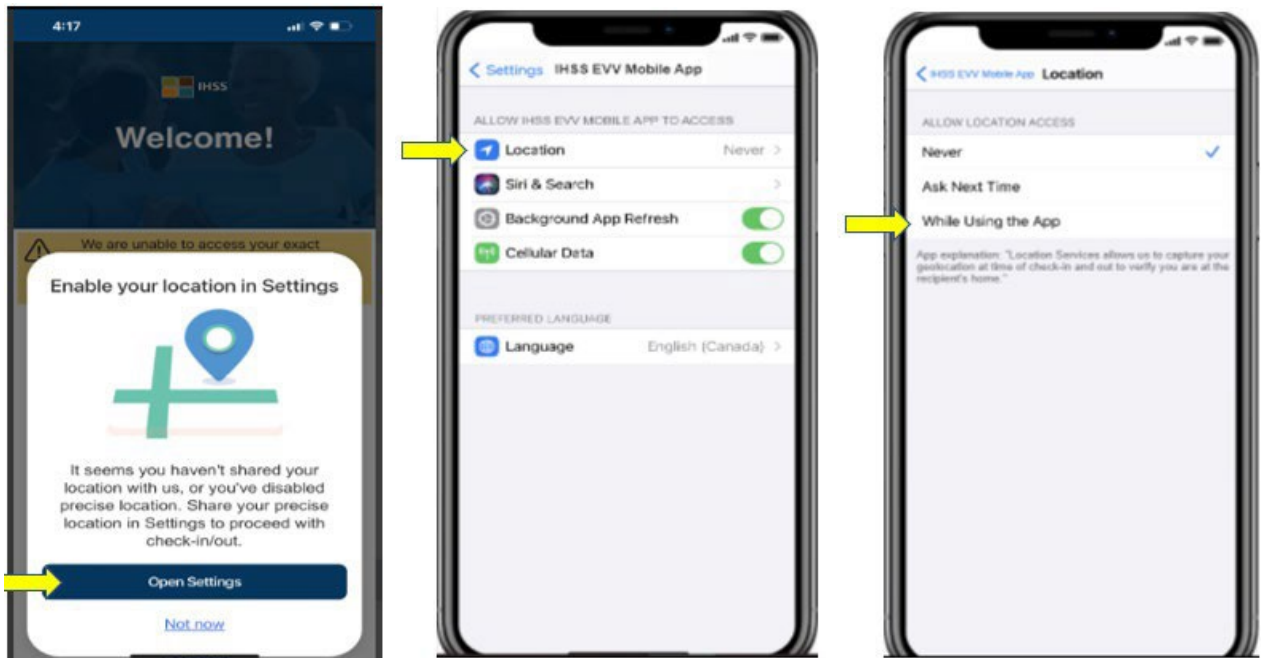 4:17
IHSS
Welcome!
We are unable to access your exact
Enable your location in Settings
It seems you haven't shared your
location with us, or you've disabled
precise location. Share your precise
location in Settings to proceed with
check-in/out.
Open Settings
Not now
Settings IHSS EVV Mobile App
ALLOW IHSS EVV MOBILE APP TO ACCESS
Location Never
Siri & Search
Background App Refresh
Cellular Data
PREFERRED LANGUAGE
Language English (Canada)
IHSS EVV Mobile App Location
ALLOW LOCATION ACCESS
Never
Ask Next Time
While Using the App
App explanation: "Location Services allows us to capture your
geolocation at time of check-in and out to verify you are at the
recipient's home."